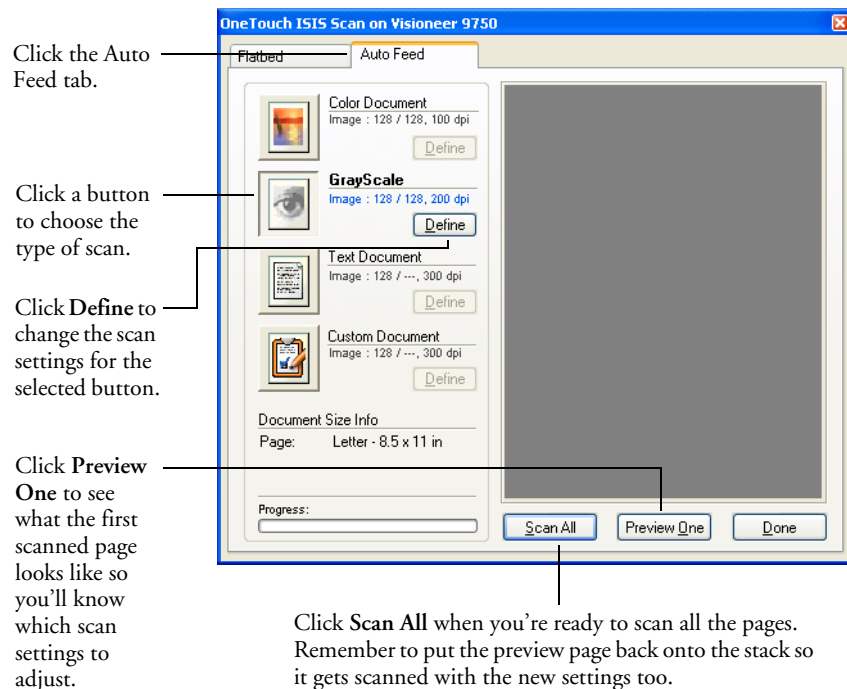 OneTouch ISIS Scan on Visioneer 9750
Flatbed
Auto Feed
Click the Auto
Feed tab.
Color Document
Image : 128 / 128, 100 dpi
Define
Click a button
to choose the
type of scan.
GrayScale
Image : 128 / 128, 200 dpi
Define
Click Define to
change the scan
settings for the
selected button.
Text Document
Image : 128 / ---, 300 dpi
Define
Custom Document
Image : 128 / ---, 300 dpi
Define
Document Size Info
Page: Letter - 8.5 x 11 in
Click Preview
One to see
what the first
scanned page
looks like so
you'll know
which scan
settings to
adjust.
Progress:
Scan All
Preview One
Done
Click Scan All when you're ready to scan all the pages.
Remember to put the preview page back onto the stack so
it gets scanned with the new settings too.